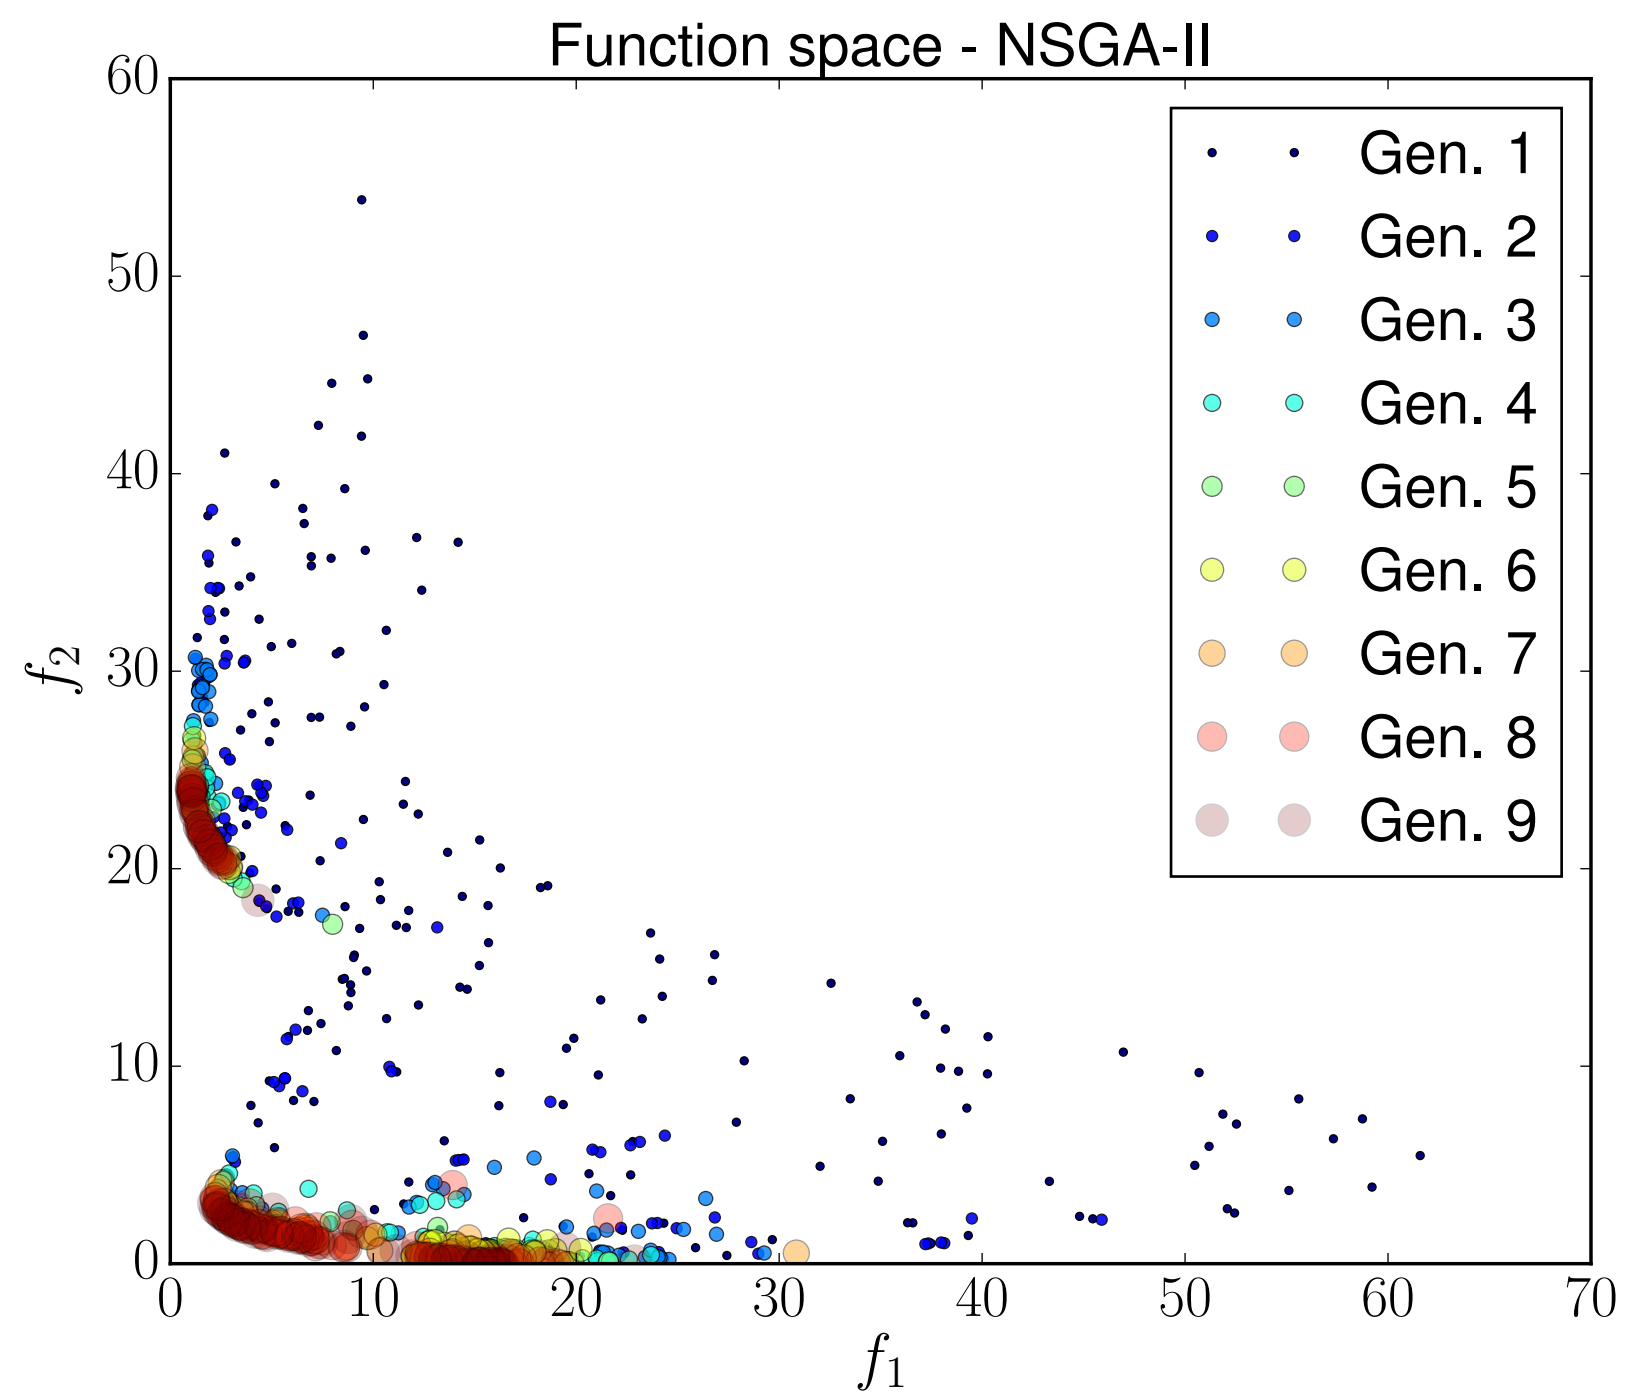 Function space - NSGA-II
60
50
40
30
20
10
0
f2
Gen. 1
Gen. 2
Gen. 3
Gen. 4
Gen. 5
Gen. 6
Gen. 7
Gen. 8
Gen. 9
0 10 20 30 40 50 60 70
f1